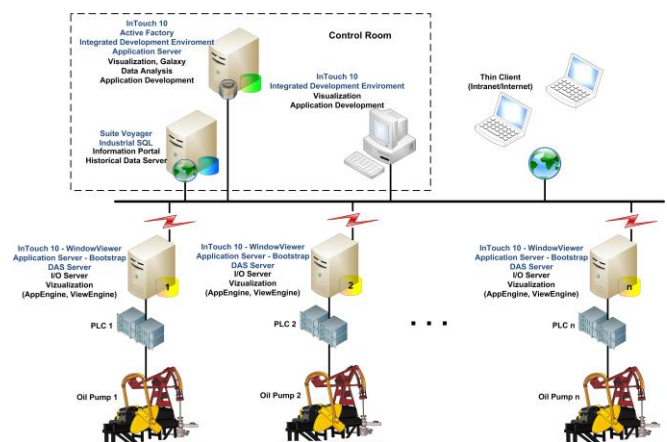 InTouch 10
Active Factory
Integrated Development Enviroment
Application Server
Visualization, Galaxy
Data Analysis
Application Development
Control Room
InTouch 10
Integrated Development Enviroment
Visualization
Application Development
Thin Client
(Intranet/Internet)
Suite Voyager
Industrial SQL
Information Portal
Historical Data Server
InTouch 10 - WindowViewer
Application Server - Bootstrap
DAS Server
I/O Server
Vizualization
(AppEngine, ViewEngine)
1
InTouch 10 - WindowViewer
Application Server - Bootstrap
DAS Server
I/O Server
Vizualization
(AppEngine, ViewEngine)
2
InTouch 10 - WindowViewer
Application Server - Bootstrap
DAS Server
I/O Server
Vizualization
(AppEngine, ViewEngine)
n
PLC 1
PLC 2
. . .
PLC n
Oil Pump 1
Oil Pump 2
Oil Pump n